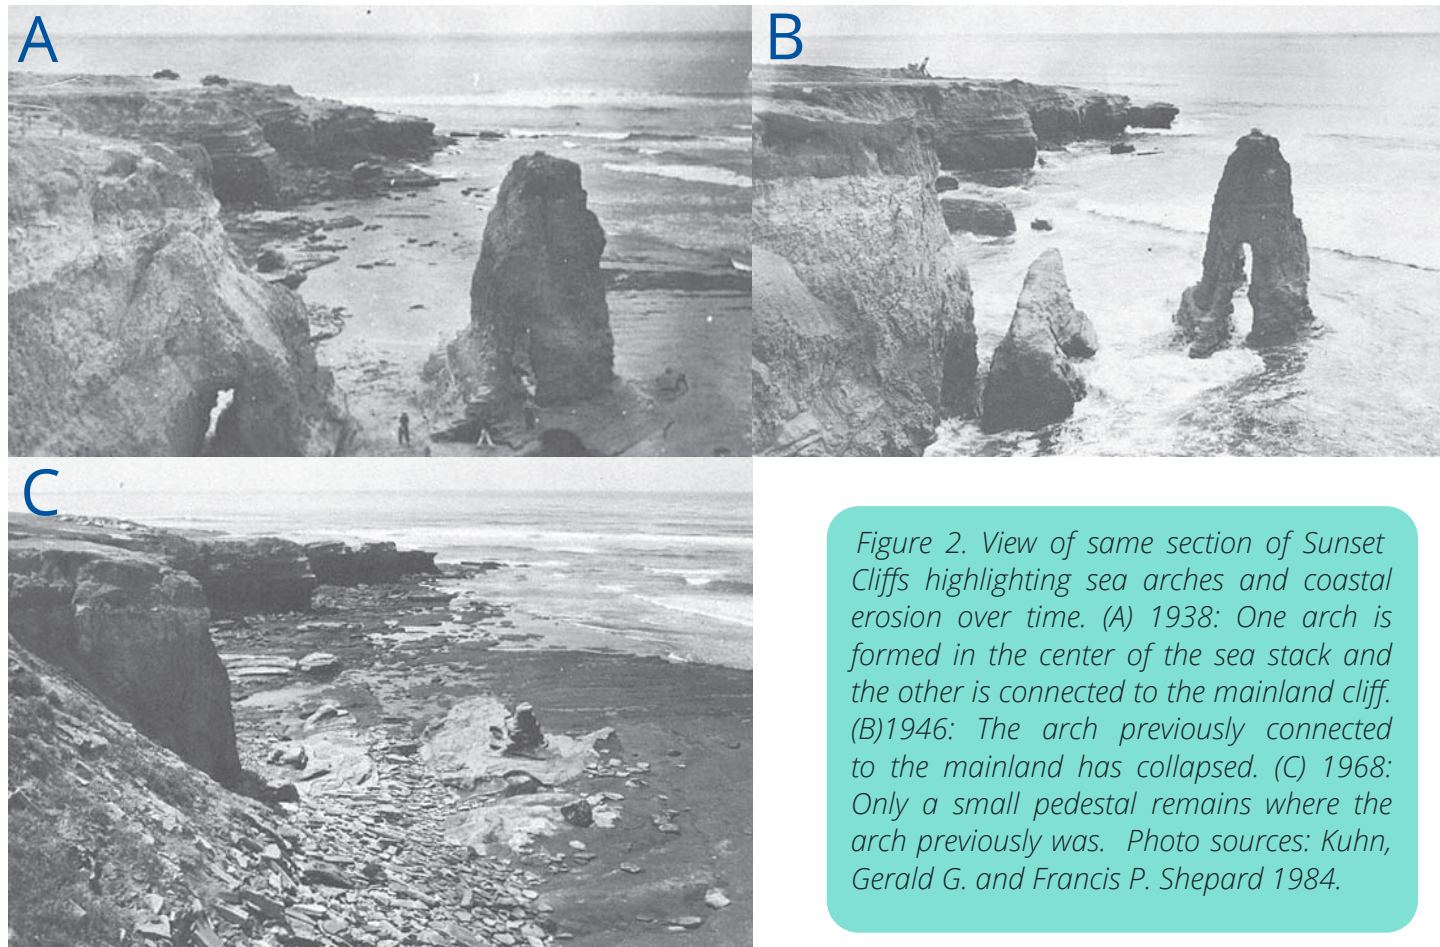 A
B
C
Figure 2. View of same section of Sunset
Cliffs highlighting sea arches and coastal
erosion over time. (A) 1938: One arch is
formed in the center of the sea stack and
the other is connected to the mainland cliff.
(B)1946: The arch previously connected
to the mainland has collapsed. (C) 1968:
Only a small pedestal remains where the
arch previously was. Photo sources: Kuhn,
Gerald G. and Francis P. Shepard 1984.